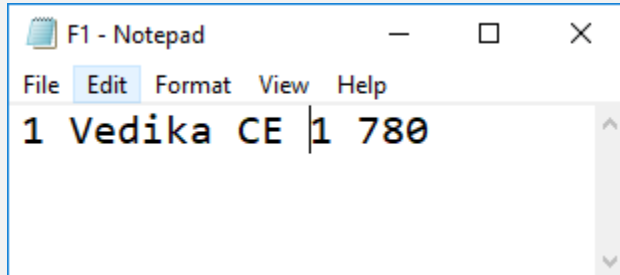 F1 - Notepad
File Edit Format View Help
1 Vedika CE 1 780